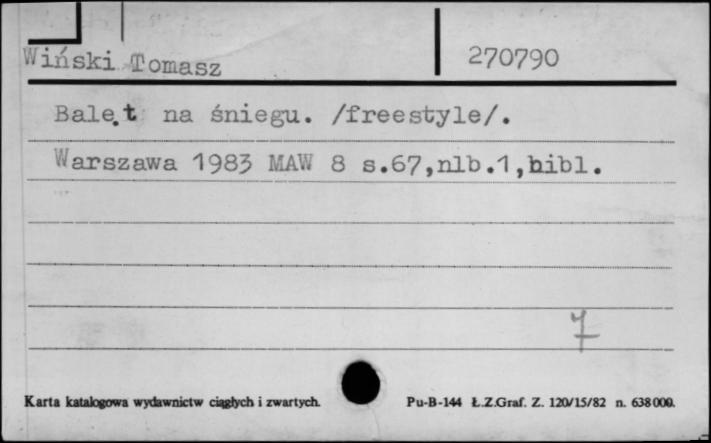 Wiński Tomasz 270790
Balet na śniegu. /freestyle/.
Warszawa 1983 MAW 8 s.67,nlb.1,bibl.
7
Karta katalogowa wydawnictw ciągłych i zwartych. Pu-B-144 Ł.Z.Graf. Z. 120/15/82 n. 638000.